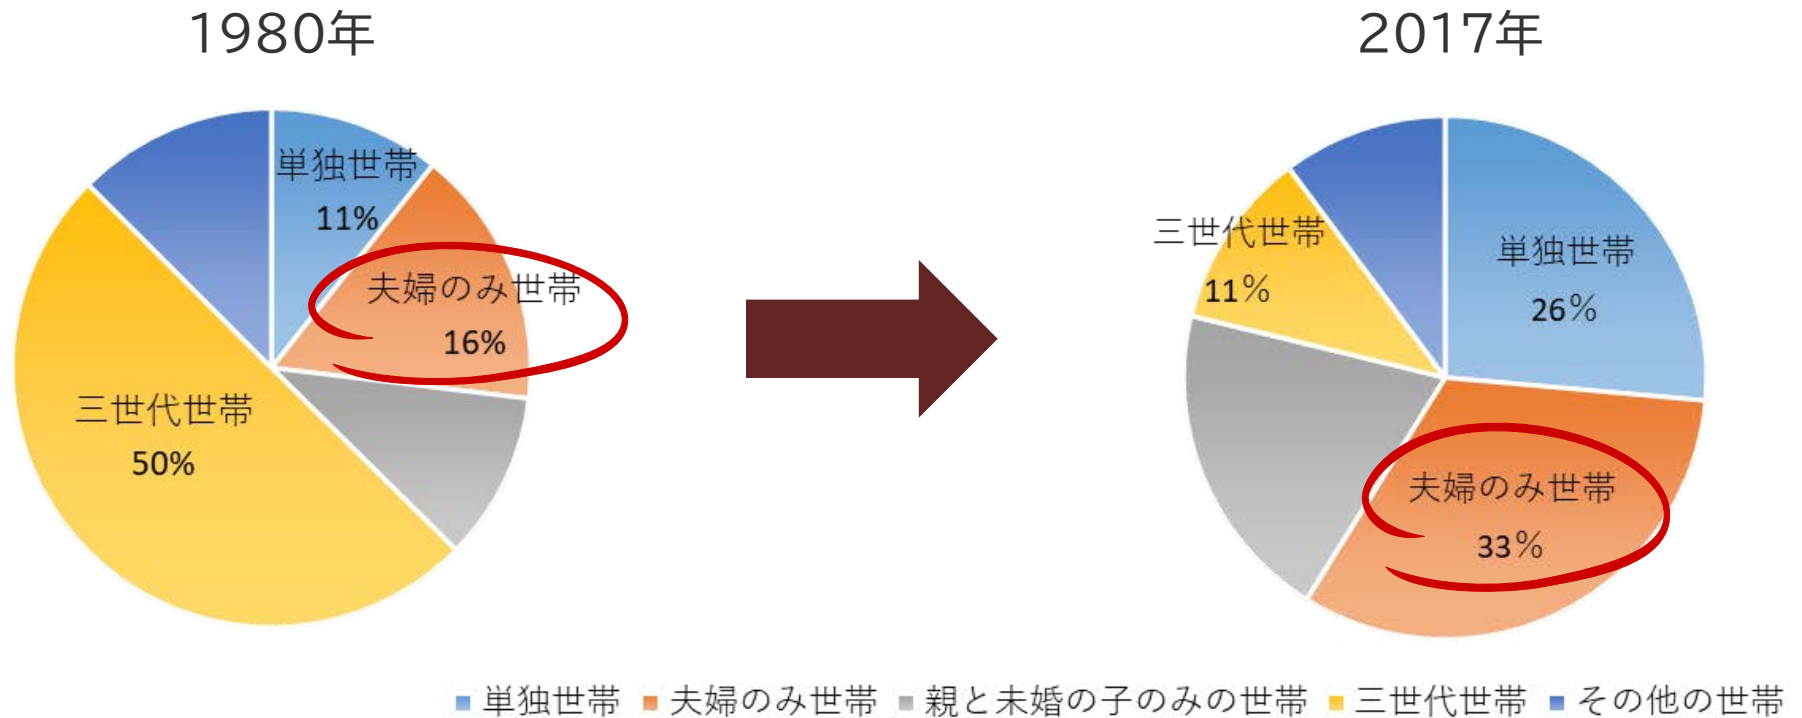 1980年
2017年
単独世帯
11%
夫婦のみ世帯
16%
三世代世帯
50%
三世代世帯
11％
単独世帯
26％
夫婦のみ世帯
33％
単独世帯 夫婦のみ世帯 親と未婚の子のみの世帯 三世代世帯 その他の世帯